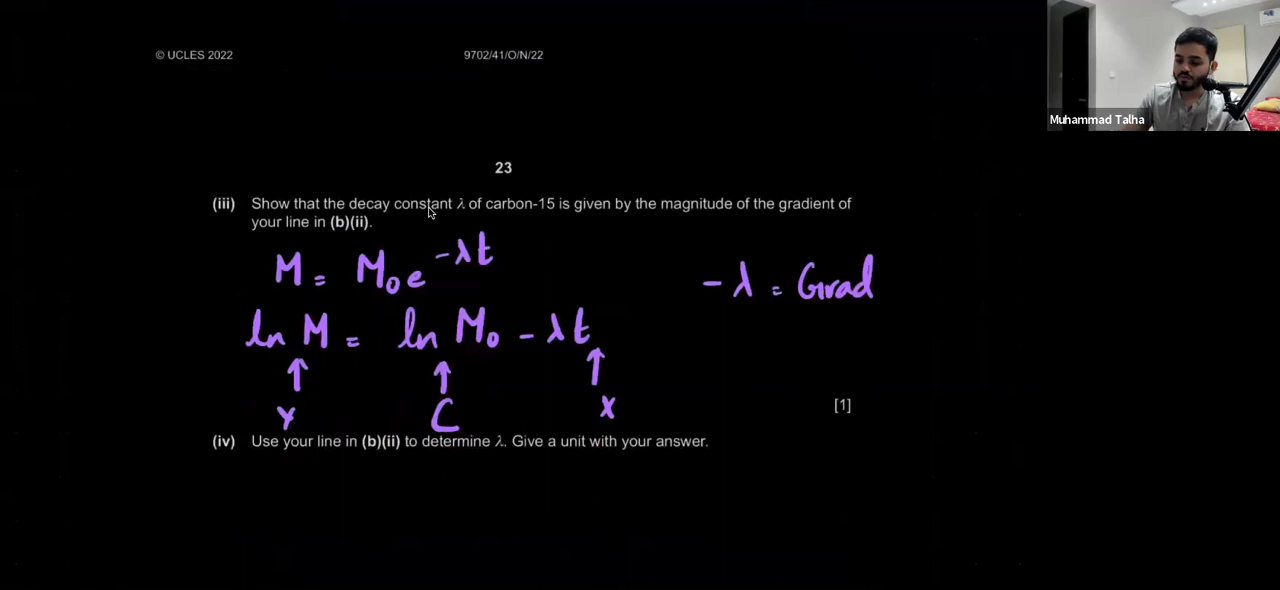 © UCLES 2022 9702/41/O/N/22
Muhammad Talha
23
(iii) Show that the decay constant λ of carbon-15 is given by the magnitude of the gradient of
your line in (b)(ii).
M = M₀e^-λt
-λ = Grad
ln M = ln M₀ - λt
↑ ↑ ↑
Y C X
[1]
(iv) Use your line in (b)(ii) to determine λ. Give a unit with your answer.